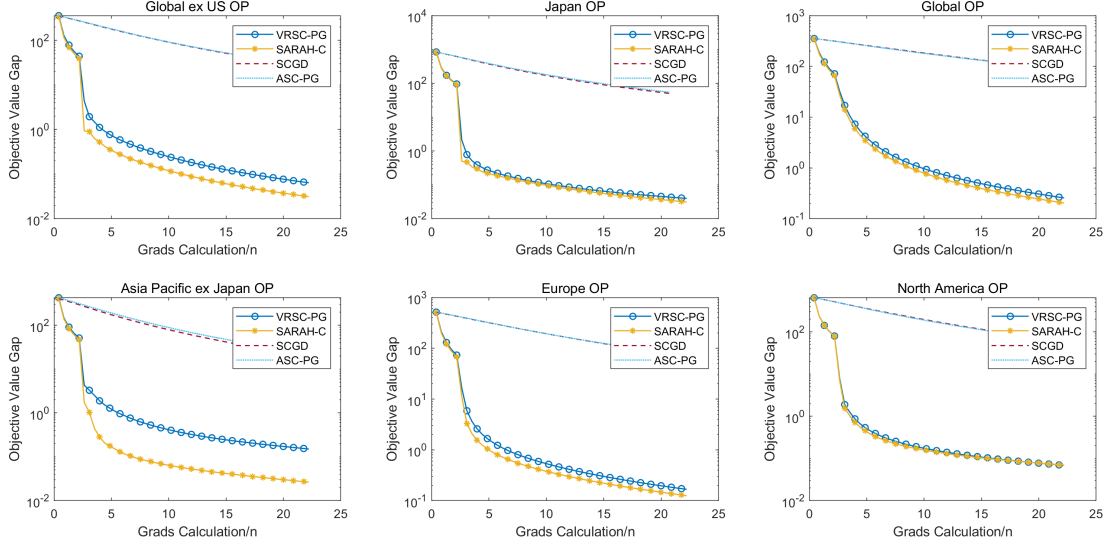 Global ex US OP
Objective Value Gap
10^2
10^0
10^-2
0 5 10 15 20 25
Grads Calculation/n
VRSC-PG
SARAH-C
SCGD
ASC-PG
Japan OP
Objective Value Gap
10^4
10^2
10^0
10^-2
0 5 10 15 20 25
Grads Calculation/n
VRSC-PG
SARAH-C
SCGD
ASC-PG
Global OP
Objective Value Gap
10^3
10^2
10^1
10^0
10^-1
0 5 10 15 20 25
Grads Calculation/n
VRSC-PG
SARAH-C
SCGD
ASC-PG
Asia Pacific ex Japan OP
Objective Value Gap
10^2
10^0
10^-2
0 5 10 15 20 25
Grads Calculation/n
VRSC-PG
SARAH-C
SCGD
ASC-PG
Europe OP
Objective Value Gap
10^3
10^2
10^1
10^0
10^-1
0 5 10 15 20 25
Grads Calculation/n
VRSC-PG
SARAH-C
SCGD
ASC-PG
North America OP
Objective Value Gap
10^2
10^0
10^-2
0 5 10 15 20 25
Grads Calculation/n
VRSC-PG
SARAH-C
SCGD
ASC-PG